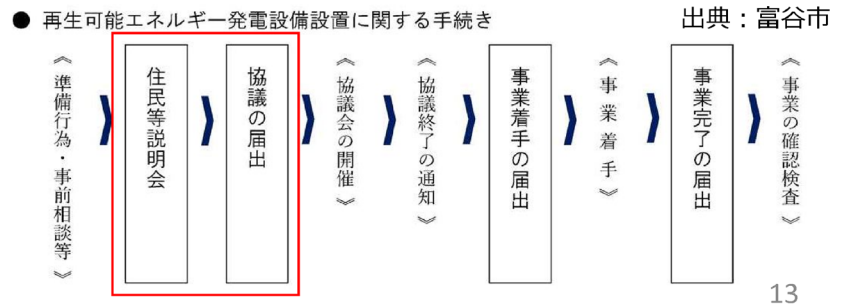 ● 再生可能エネルギー発電設備設置に関する手続き
出典：富谷市
《準備行為・事前相談等》
住民等説明会
協議の届出
《協議会の開催》
《協議終了の通知》
事業着手の届出
《事業着手》
事業完了の届出
《事業の確認検査》
13